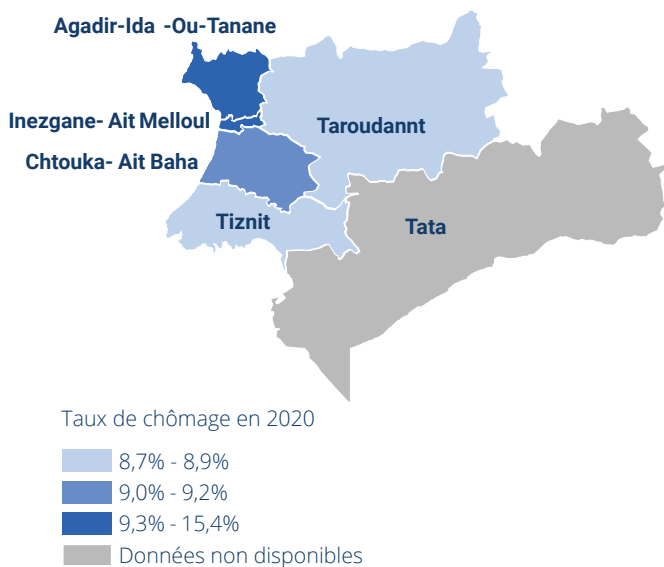 Agadir-Ida -Ou-Tanane
Inezgane- Ait Melloul
Taroudannt
Chtouka- Ait Baha
Tiznit
Tata
Taux de chômage en 2020
8,7% - 8,9%
9,0% - 9,2%
9,3% - 15,4%
Données non disponibles